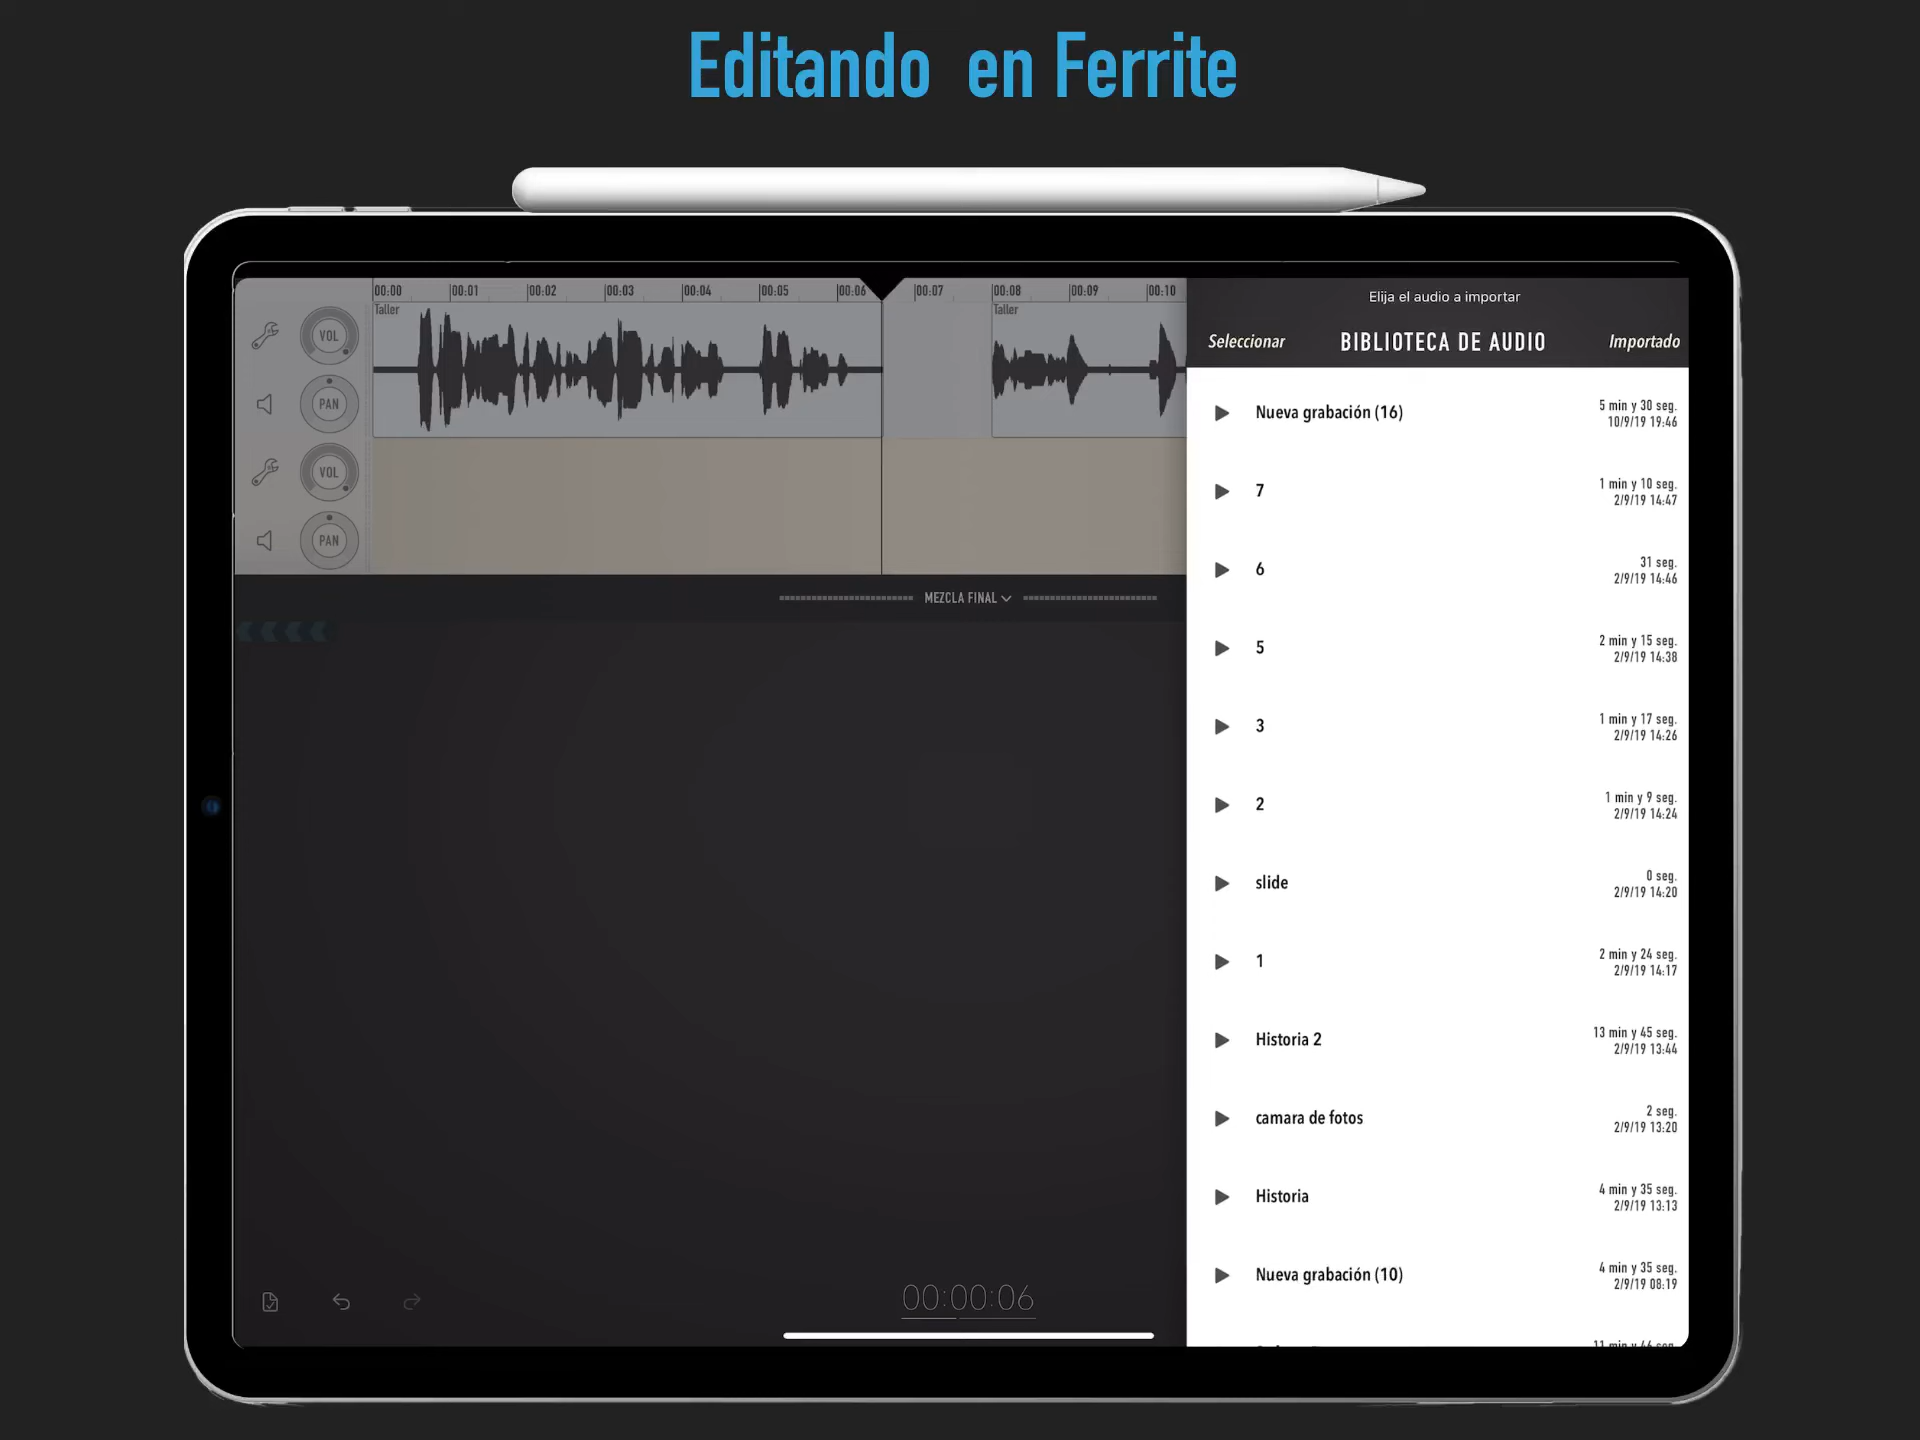 Editando en Ferrite
00:00 00:01 00:02 00:03 00:04 00:05 00:06 00:07 00:08 00:09 00:10
Taller Taller
VOL
PAN
VOL
PAN
MEZCLA FINAL
00:00:06
Elija el audio a importar
Seleccionar BIBLIOTECA DE AUDIO Importado
Nueva grabación (16) 5 min y 30 seg.
10/9/19 19:46
7 1 min y 10 seg.
2/9/19 14:47
6 31 seg.
2/9/19 14:46
5 2 min y 15 seg.
2/9/19 14:38
3 1 min y 17 seg.
2/9/19 14:26
2 1 min y 9 seg.
2/9/19 14:24
slide 0 seg.
2/9/19 14:20
1 2 min y 24 seg.
2/9/19 14:17
Historia 2 13 min y 45 seg.
2/9/19 13:44
camara de fotos 2 seg.
2/9/19 13:20
Historia 4 min y 35 seg.
2/9/19 13:13
Nueva grabación (10) 4 min y 35 seg.
2/9/19 08:19